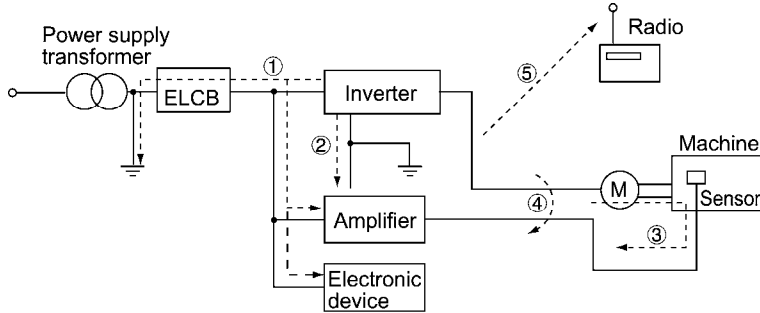 Power supply
transformer
ELCB
①
Inverter
②
Amplifier
Electronic
device
⑤
Radio
④
M
Machine
Sensor
③